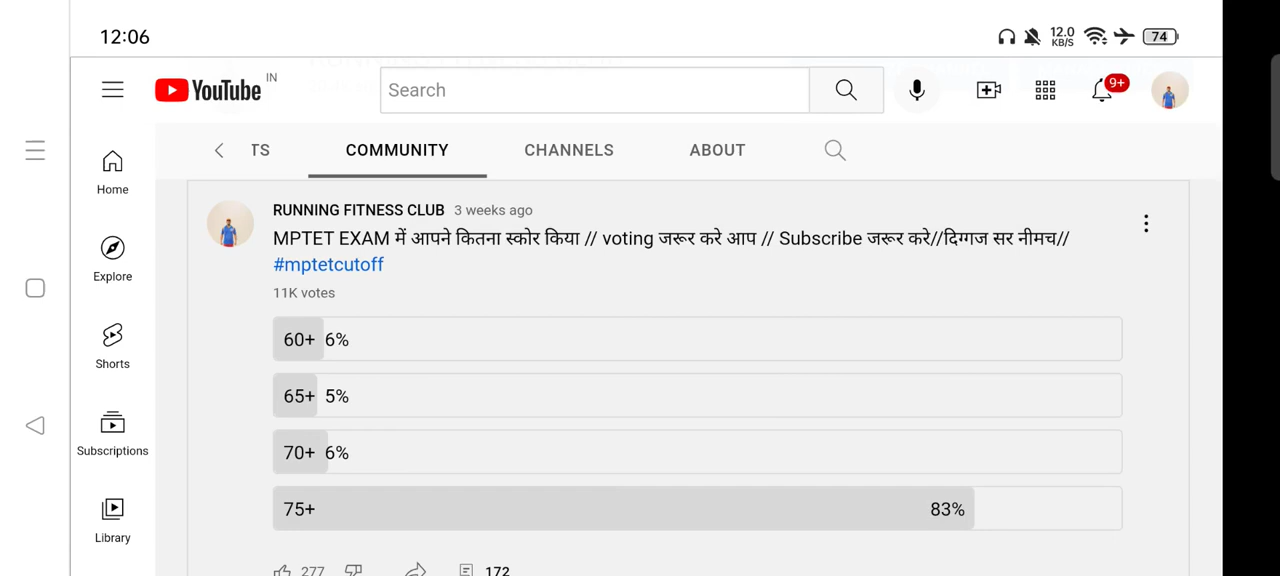 12:06
12.0
KB/S
74
YouTube IN
Search
9+
TS
COMMUNITY
CHANNELS
ABOUT
Home
Explore
Shorts
Subscriptions
Library
RUNNING FITNESS CLUB 3 weeks ago
MPTET EXAM में आपने कितना स्कोर किया // voting जरूर करे आप // Subscribe जरूर करे//दिग्गज सर नीमच//
#mptetcutoff
11K votes
60+ 6%
65+ 5%
70+ 6%
75+ 83%
277 172